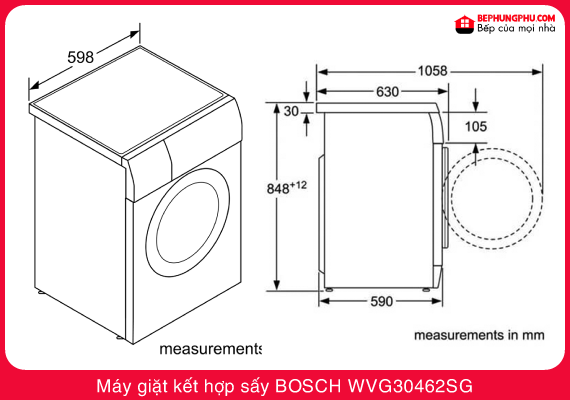 BEPHUNGPHU.COM
Bếp của mọi nhà
598
1058
630
30
105
848+12
590
measurements
measurements in mm
Máy giặt kết hợp sấy BOSCH WVG30462SG